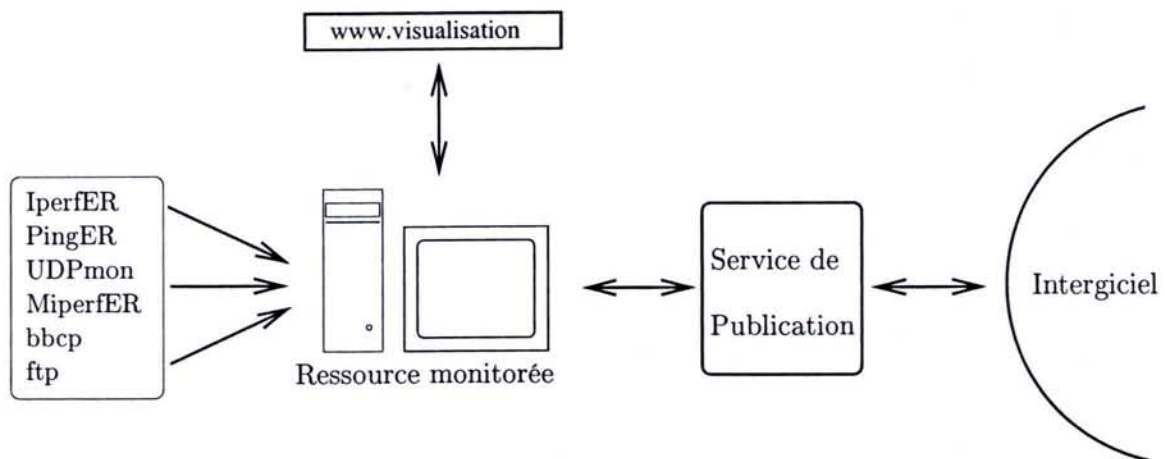 www.visualisation
IperfER
PingER
UDPmon
MiperfER
bbcp
ftp
Ressource monitorée
Service de
Publication
Intergiciel